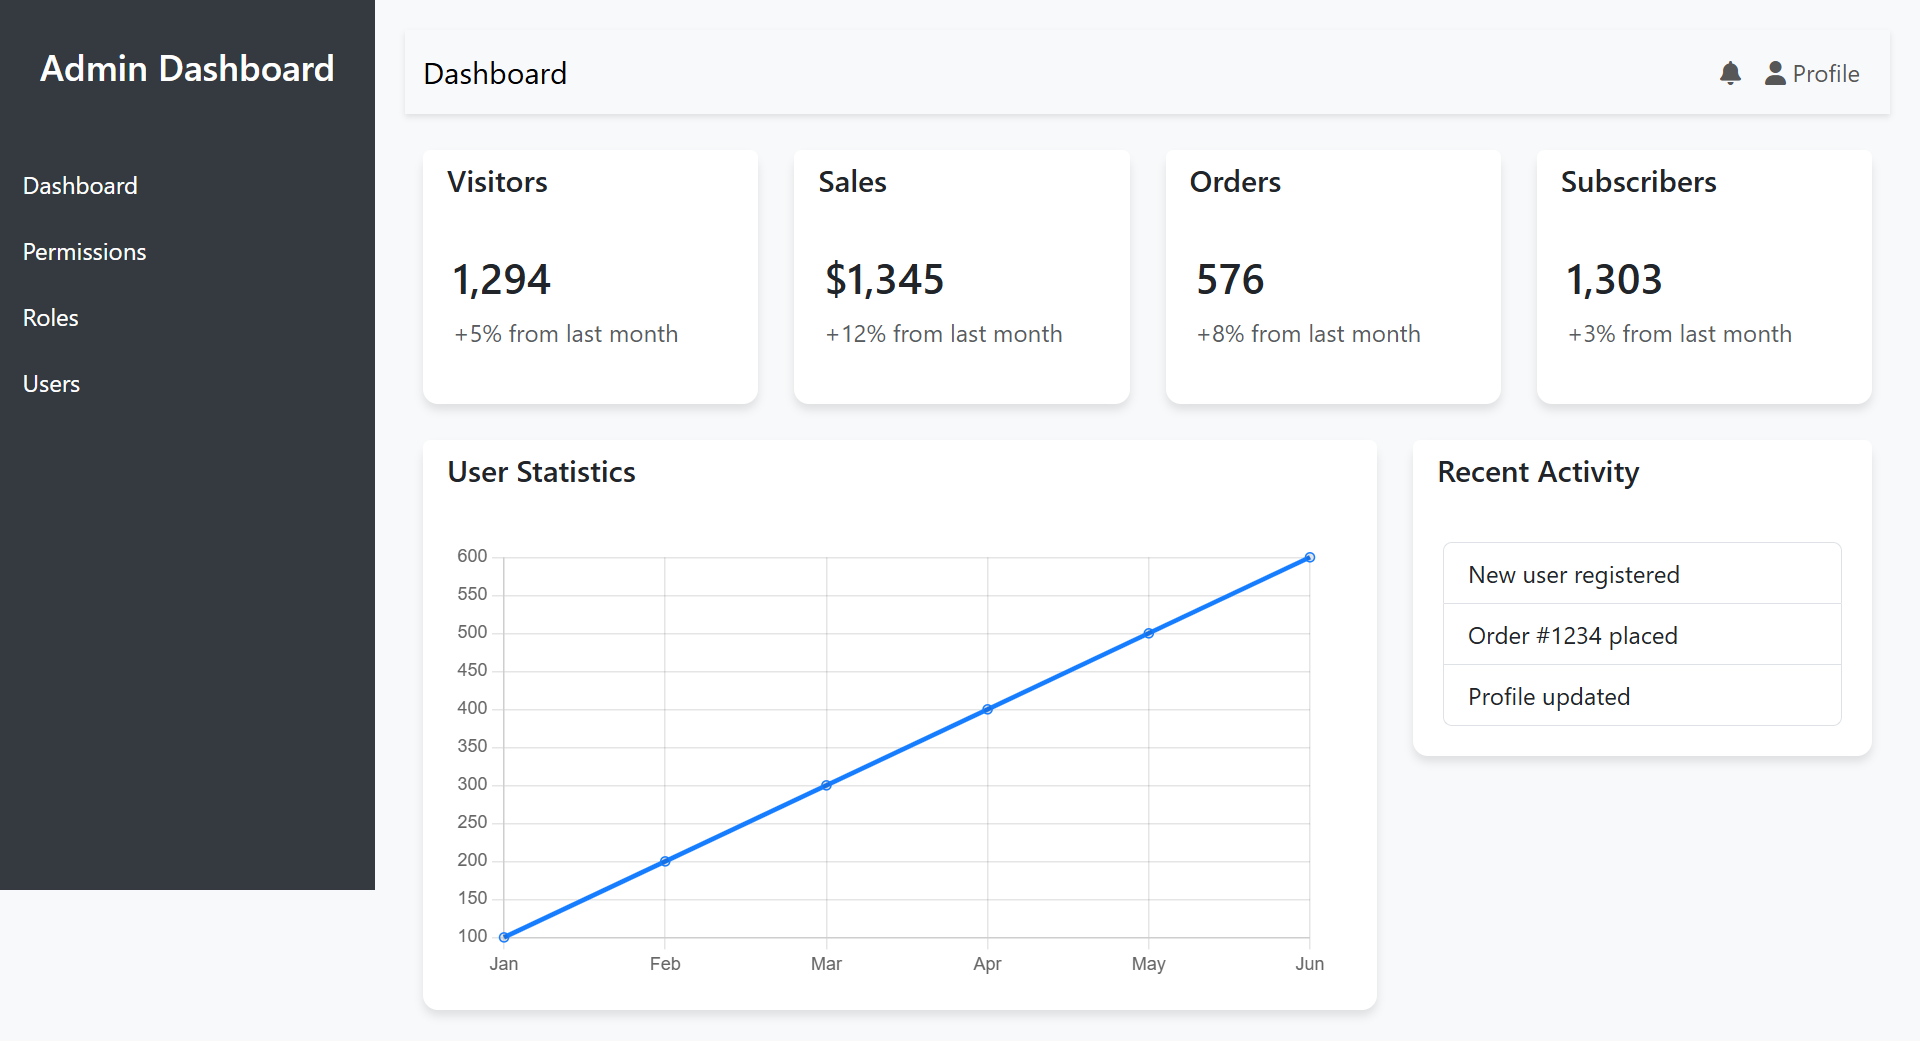 Admin Dashboard
Dashboard
Permissions
Roles
Users
Dashboard
Profile
Visitors
1,294
+5% from last month
Sales
$1,345
+12% from last month
Orders
576
+8% from last month
Subscribers
1,303
+3% from last month
User Statistics
600
550
500
450
400
350
300
250
200
150
100
Jan Feb Mar Apr May Jun
Recent Activity
New user registered
Order #1234 placed
Profile updated